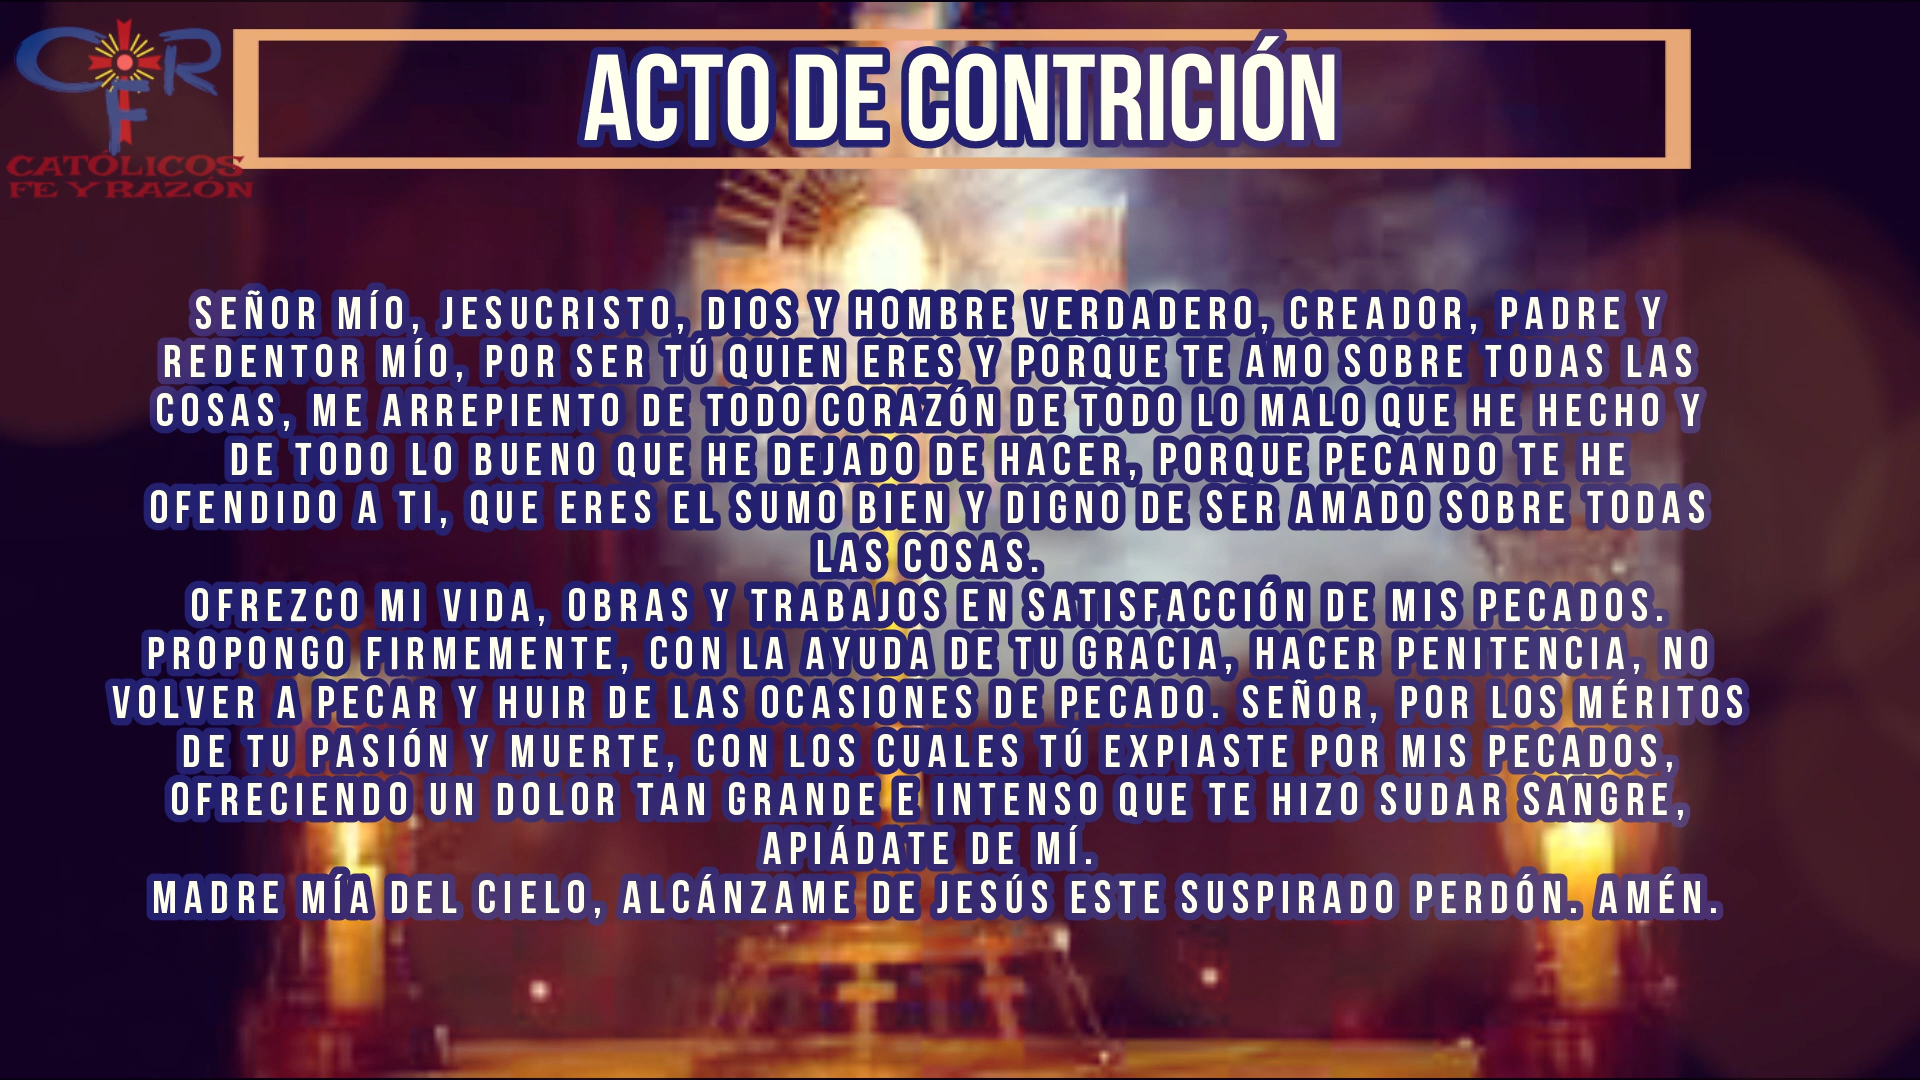 CFR
CATÓLICOS
FE Y RAZÓN
ACTO DE CONTRICIÓN
SEÑOR MÍO, JESUCRISTO, DIOS Y HOMBRE VERDADERO, CREADOR, PADRE Y
REDENTOR MÍO, POR SER TÚ QUIEN ERES Y PORQUE TE AMO SOBRE TODAS LAS
COSAS, ME ARREPIENTO DE TODO CORAZÓN DE TODO LO MALO QUE HE HECHO Y
DE TODO LO BUENO QUE HE DEJADO DE HACER, PORQUE PECANDO TE HE
OFENDIDO A TI, QUE ERES EL SUMO BIEN Y DIGNO DE SER AMADO SOBRE TODAS
LAS COSAS.
OFREZCO MI VIDA, OBRAS Y TRABAJOS EN SATISFACCIÓN DE MIS PECADOS.
PROPONGO FIRMEMENTE, CON LA AYUDA DE TU GRACIA, HACER PENITENCIA, NO
VOLVER A PECAR Y HUIR DE LAS OCASIONES DE PECADO. SEÑOR, POR LOS MÉRITOS
DE TU PASIÓN Y MUERTE, CON LOS CUALES TÚ EXPIASTE POR MIS PECADOS,
OFRECIENDO UN DOLOR TAN GRANDE E INTENSO QUE TE HIZO SUDAR SANGRE,
APIÁDATE DE MÍ.
MADRE MÍA DEL CIELO, ALCÁNZAME DE JESÚS ESTE SUSPIRADO PERDÓN. AMÉN.